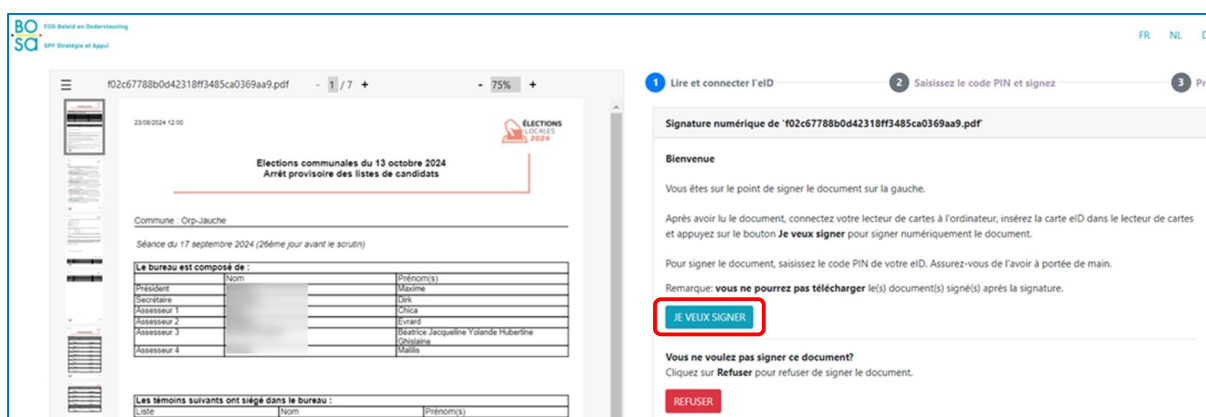 BO
SA
FOD Beleid en Ondersteuning
SPF Stratégie et Appui
FR NL D
f02c67788b0d42318ff3485ca0369aa9.pdf - 1 / 7 + - 75% +
23/08/2024 12:00
ÉLECTIONS
LOCALES
2024
Elections communales du 13 octobre 2024
Arrêt provisoire des listes de candidats
Commune : Orp-Jauche
Séance du 17 septembre 2024 (26ème jour avant le scrutin)
Le bureau est composé de :
Nom Prénom(s)
Président Maxime
Secrétaire Dirk
Assesseur 1 Chica
Assesseur 2 Evrard
Assesseur 3 Béatrice Jacqueline Yolande Hubertine
Ghislaine
Assesseur 4 Mallis
Les témoins suivants ont siégé dans le bureau :
Liste Nom Prénom(s)
1 Lire et connecter l'eID 2 Saisissez le code PIN et signez 3 Pr
Signature numérique de 'f02c67788b0d42318ff3485ca0369aa9.pdf'
Bienvenue
Vous êtes sur le point de signer le document sur la gauche.
Après avoir lu le document, connectez votre lecteur de cartes à l'ordinateur, insérez la carte eID dans le lecteur de cartes
et appuyez sur le bouton Je veux signer pour signer numériquement le document.
Pour signer le document, saisissez le code PIN de votre eID. Assurez-vous de l'avoir à portée de main.
Remarque: vous ne pourrez pas télécharger le(s) document(s) signé(s) après la signature.
JE VEUX SIGNER
Vous ne voulez pas signer ce document?
Cliquez sur Refuser pour refuser de signer le document.
REFUSER